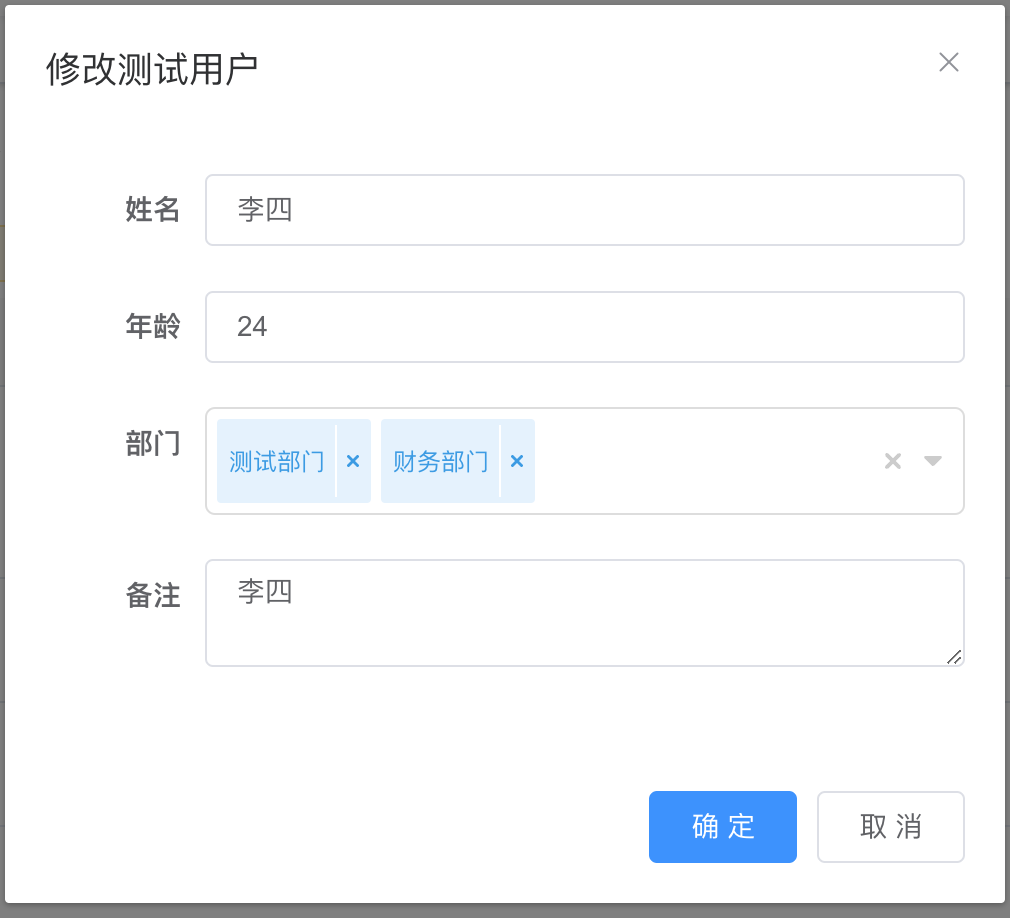 修改测试用户
姓名 李四
年龄 24
部门 测试部门 财务部门
备注 李四
确 定 取 消